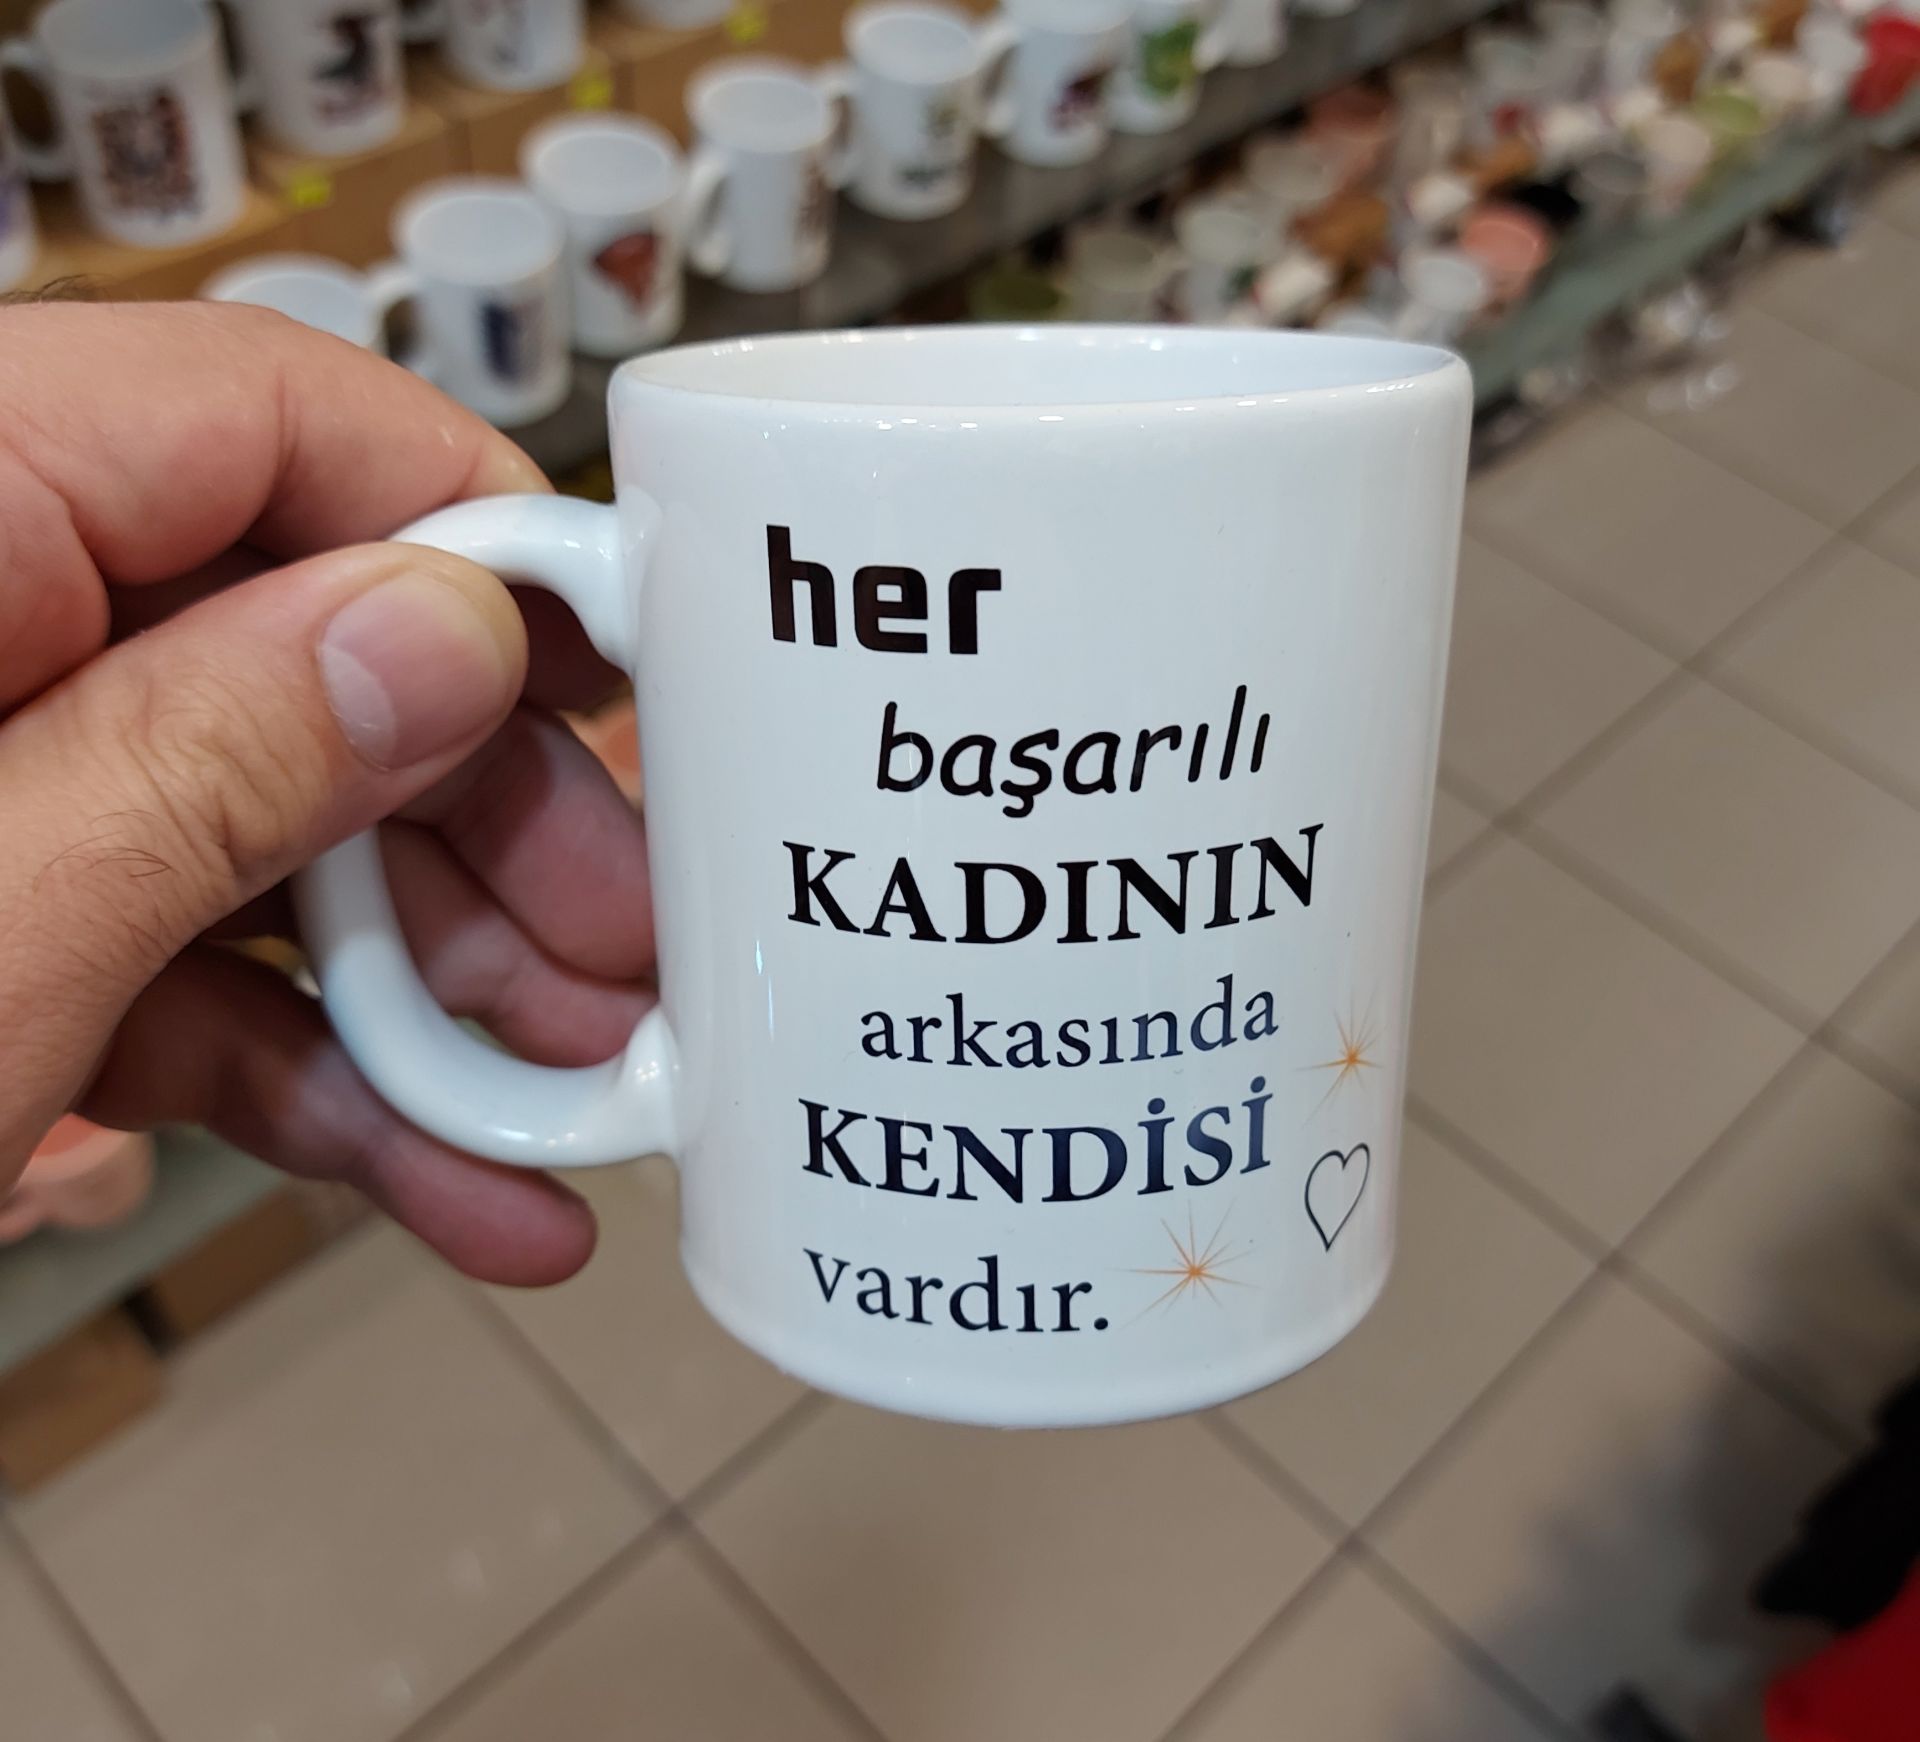 her
başarılı
KADININ
arkasında
KENDİSİ
vardır.